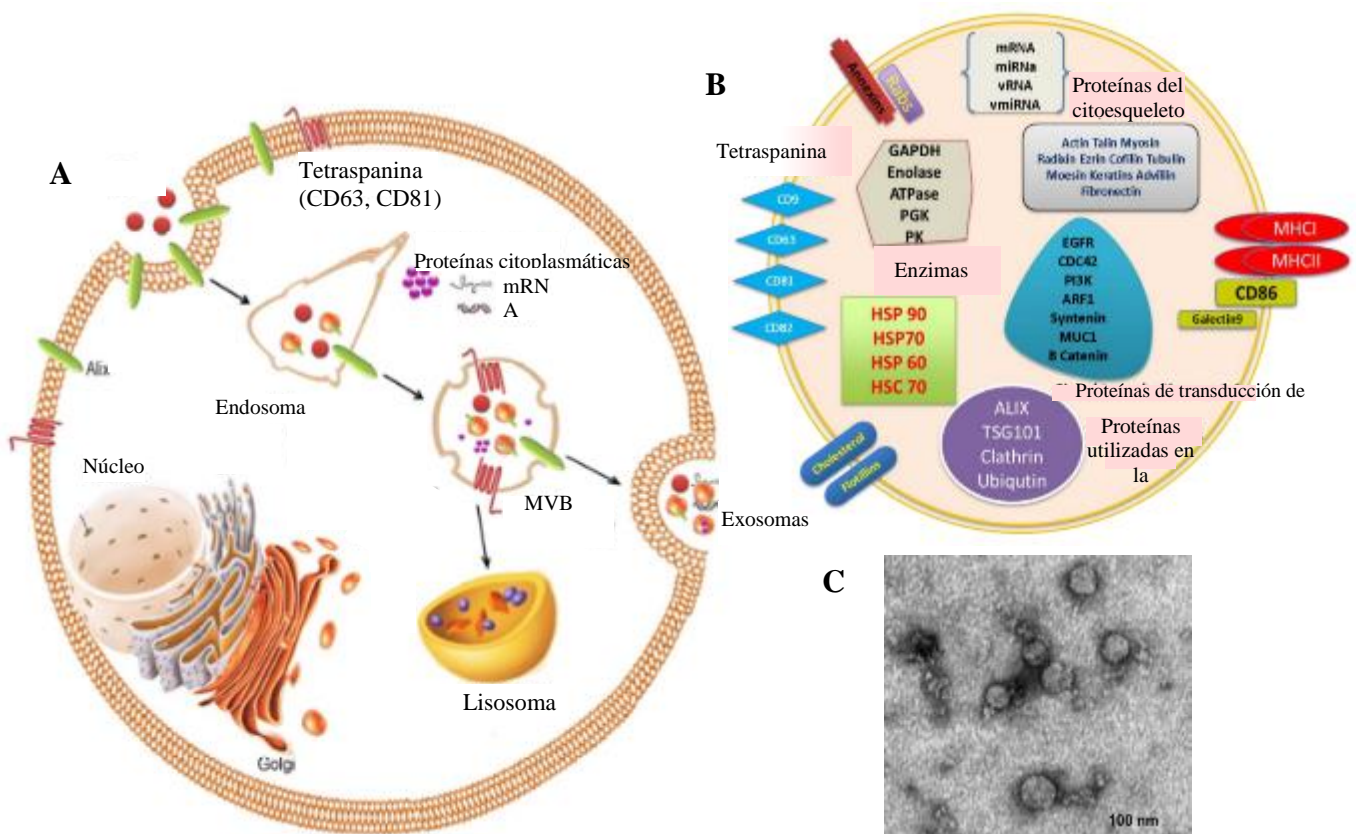 A
Tetraspanina
(CD63, CD81)
Proteínas citoplasmáticas
mRN
A
Alix
Endosoma
Núcleo
MVB
Exosomas
Lisosoma
Golgi
B
Annexins
Rabs
mRNA
miRNa
vRNA
vmiRNA
Proteínas del
citoesqueleto
Actin Talin Myosin
Radixin Ezrin Cofilin Tubulin
Moesin Keratins Advillin
Fibronectin
Tetraspanina
CD9
CD63
CD81
CD82
GAPDH
Enolase
ATPase
PGK
PK
Enzimas
HSP 90
HSP70
HSP 60
HSC 70
EGFR
CDC42
PI3K
ARF1
Syntenin
MUC1
B Catenin
MHCI
MHCII
CD86
Galectin9
Proteínas de transducción de
ALIX
TSG101
Clathrin
Ubiqutin
Proteínas
utilizadas en
la
Cholesterol
Flotillins
C
100 nm